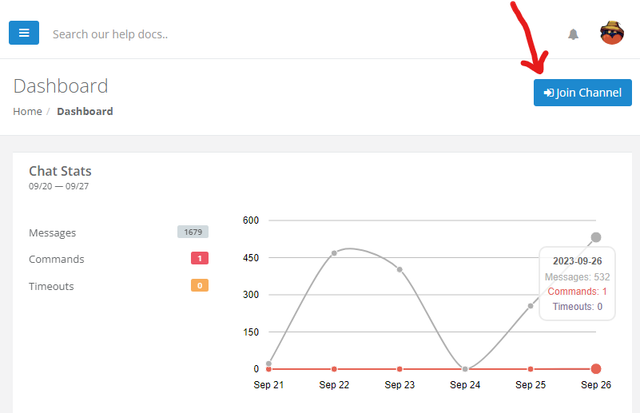 Search our help docs..
Dashboard
Join Channel
Home / Dashboard
Chat Stats
09/20 — 09/27
Messages 1679
Commands 1
Timeouts 0
600
450
300
150
0
2023-09-26
Messages: 532
Commands: 1
Timeouts: 0
Sep 21 Sep 22 Sep 23 Sep 24 Sep 25 Sep 26